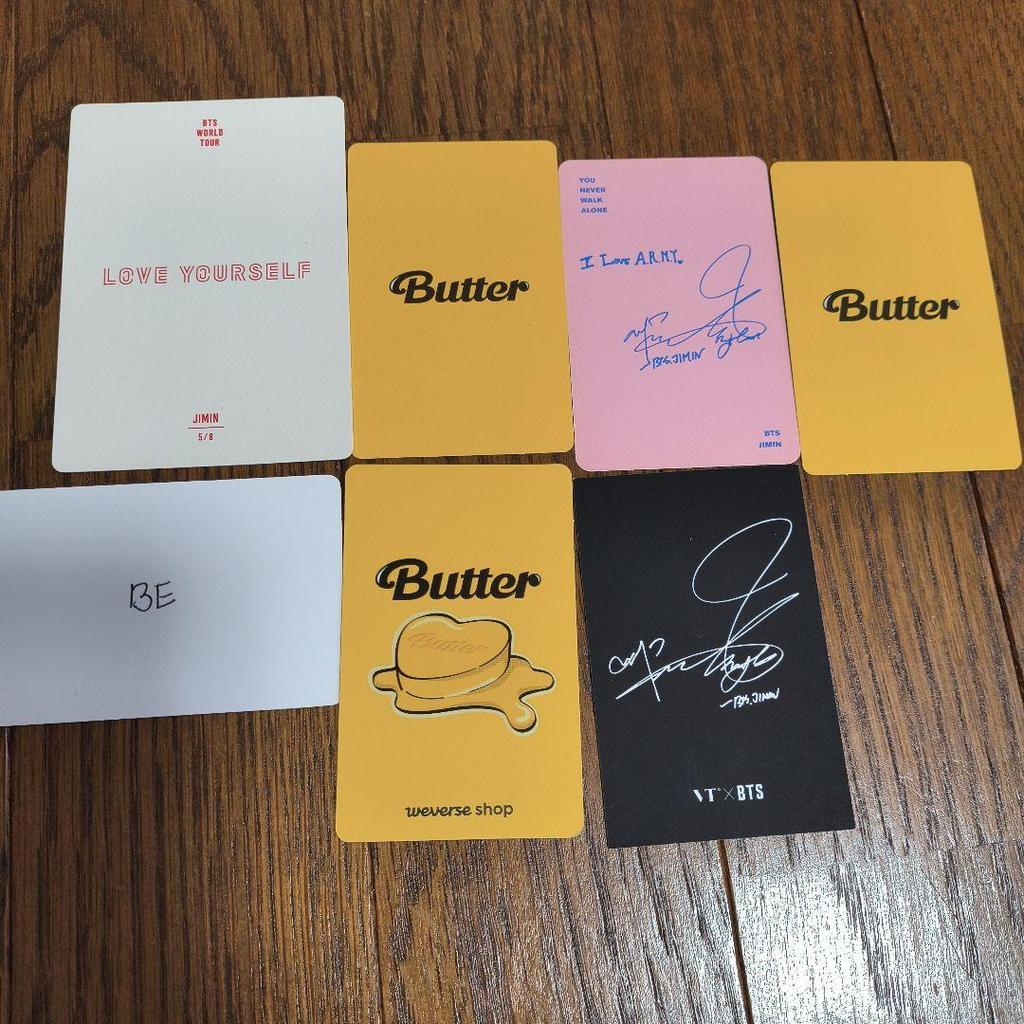 BTS
WORLD
TOUR
LOVE YOURSELF
JIMIN
5/8
Butter
YOU
NEVER
WALK
ALONE
I Love A.R.M.Y.
BTS.JIMIN
BTS
JIMIN
Butter
BE
Butter
Butter
weverse shop
BTS.JIMIN
VT×BTS